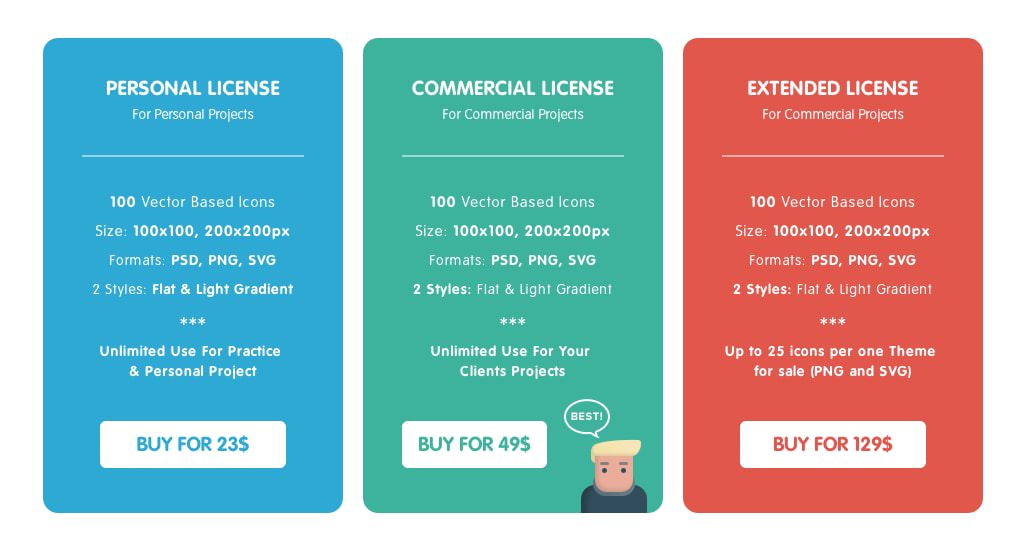 PERSONAL LICENSE
For Personal Projects
100 Vector Based Icons
Size: 100x100, 200x200px
Formats: PSD, PNG, SVG
2 Styles: Flat & Light Gradient
***
Unlimited Use For Practice
& Personal Project
BUY FOR 23$
COMMERCIAL LICENSE
For Commercial Projects
100 Vector Based Icons
Size: 100x100, 200x200px
Formats: PSD, PNG, SVG
2 Styles: Flat & Light Gradient
***
Unlimited Use For Your
Clients Projects
BEST!
BUY FOR 49$
EXTENDED LICENSE
For Commercial Projects
100 Vector Based Icons
Size: 100x100, 200x200px
Formats: PSD, PNG, SVG
2 Styles: Flat & Light Gradient
***
Up to 25 icons per one Theme
for sale (PNG and SVG)
BUY FOR 129$